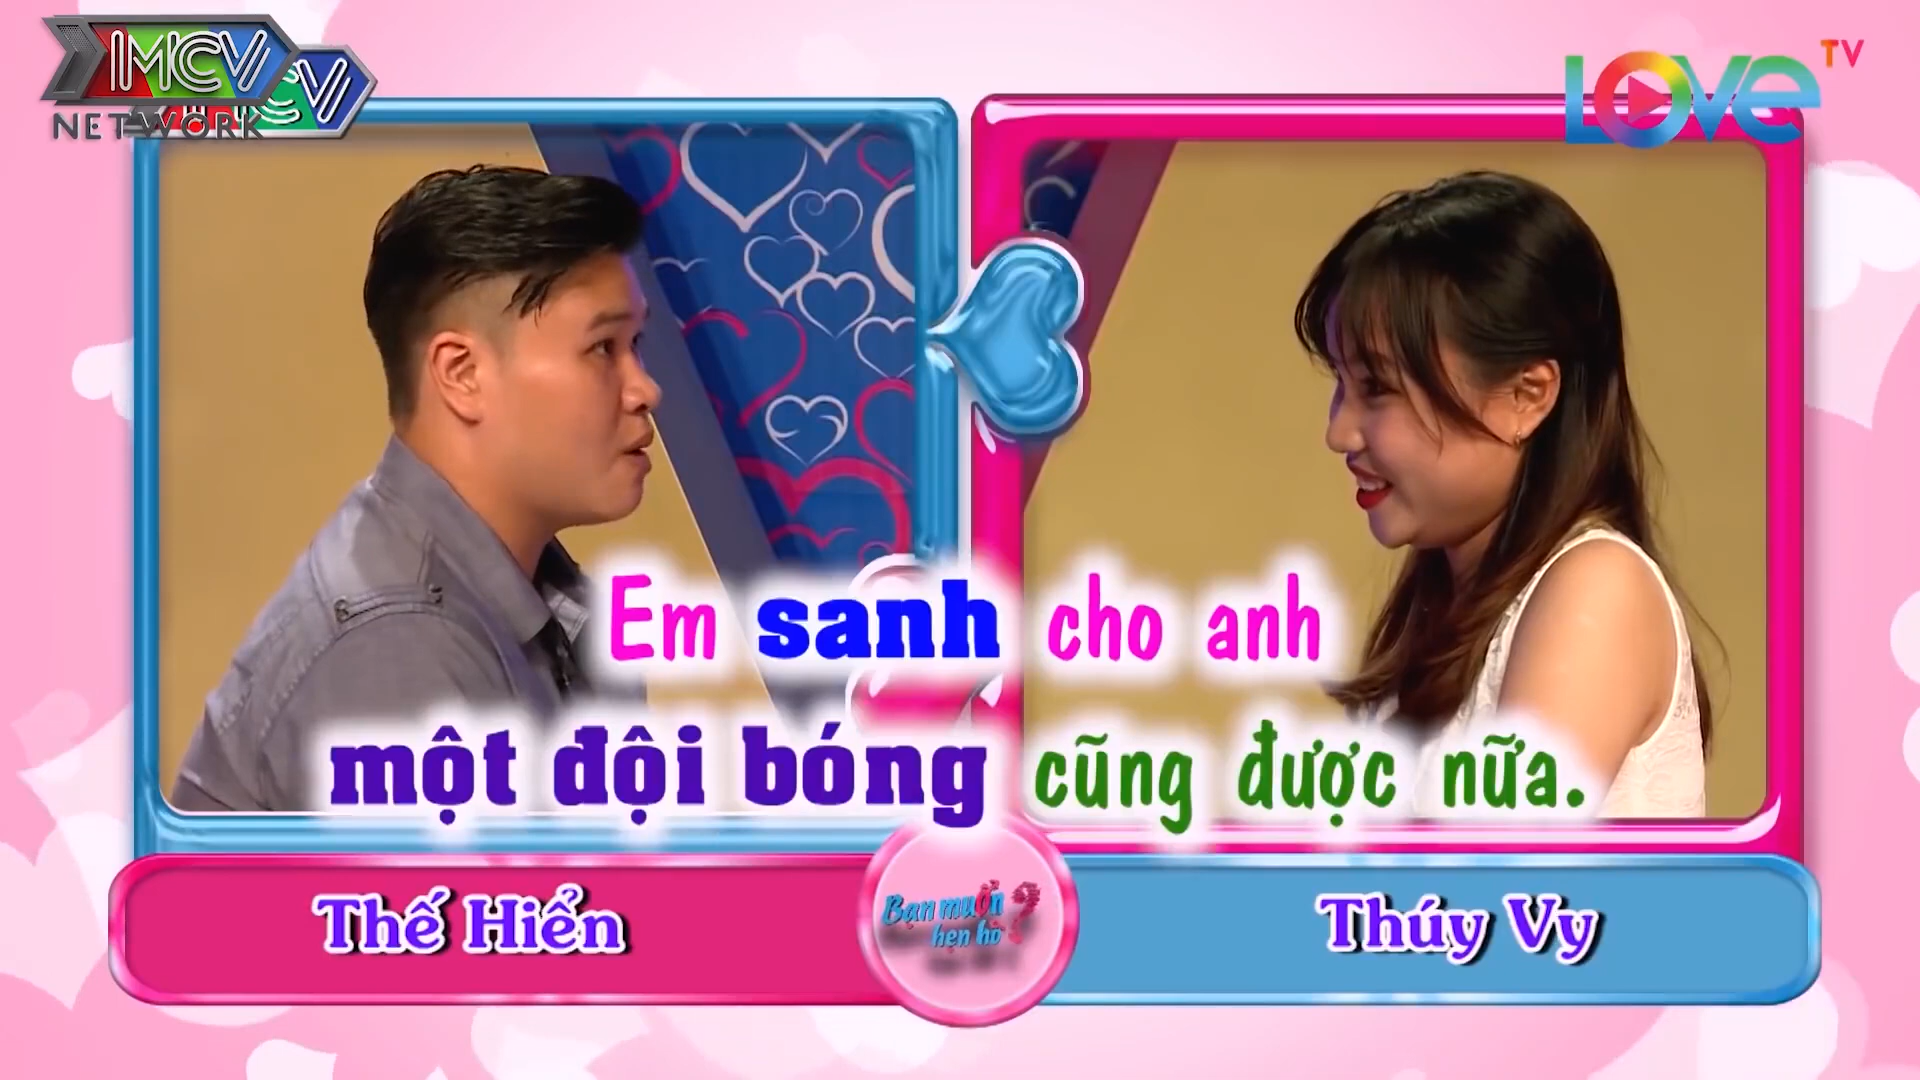 MCV
NETWORK
LOVE TV
Em sanh cho anh
một đội bóng cũng được nữa.
Thế Hiển
Bạn muốn
hẹn hò ?
Thúy Vy